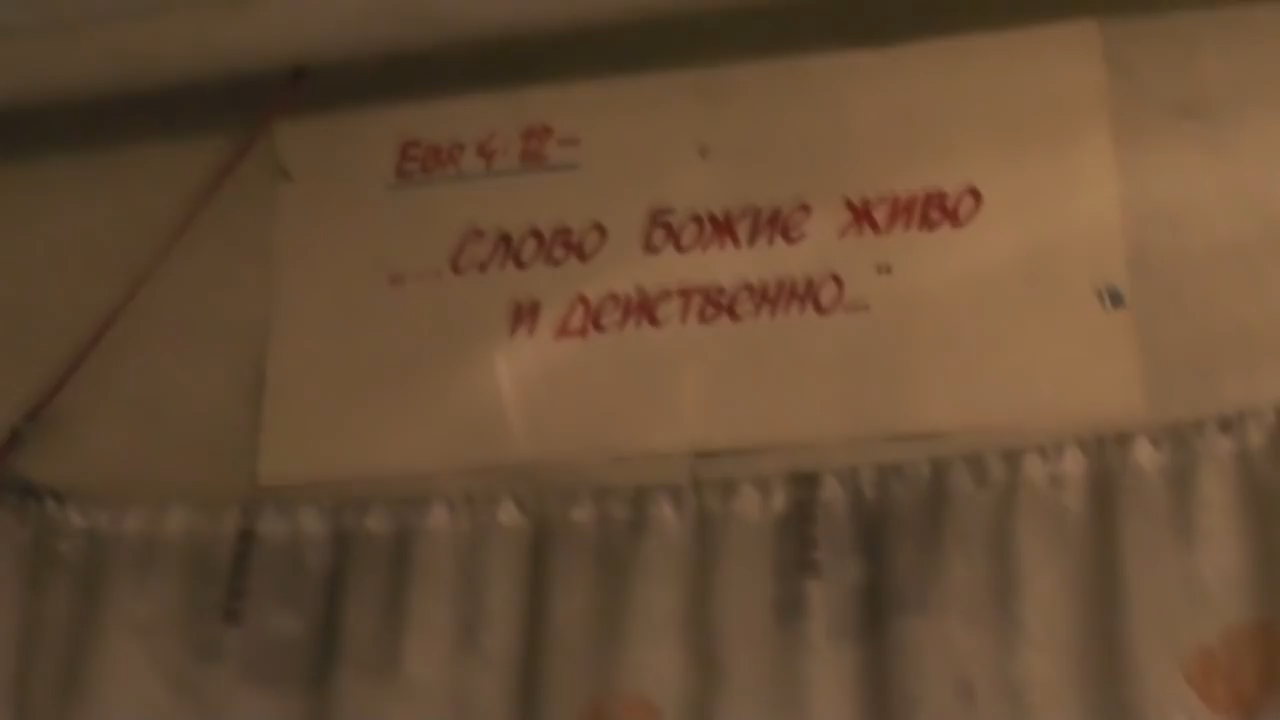 Евр 4:12-
"...Слово Божие живо
и действенно..."